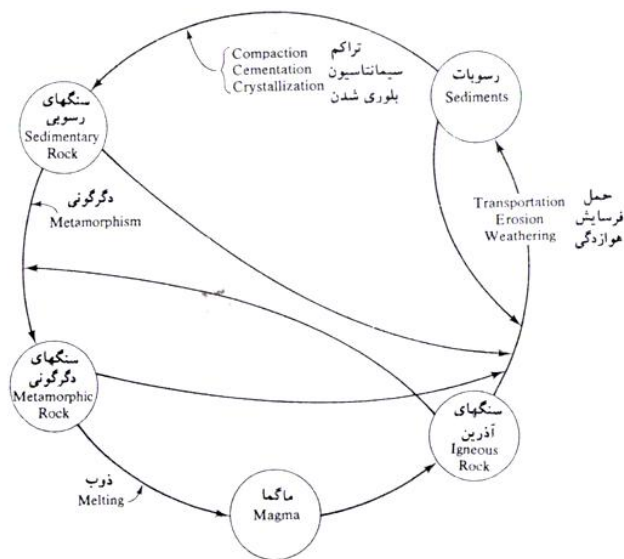 Compaction تراکم
Cementation سیمانتاسیون
Crystallization بلوری شدن
رسوبات
Sediments
سنگهای
رسوبی
Sedimentary
Rock
دگرگونی
Metamorphism
Transportation حمل
Erosion فرسایش
Weathering هوازدگی
سنگهای
دگرگونی
Metamorphic
Rock
سنگهای
آذرین
Igneous
Rock
ذوب
Melting
ماگما
Magma